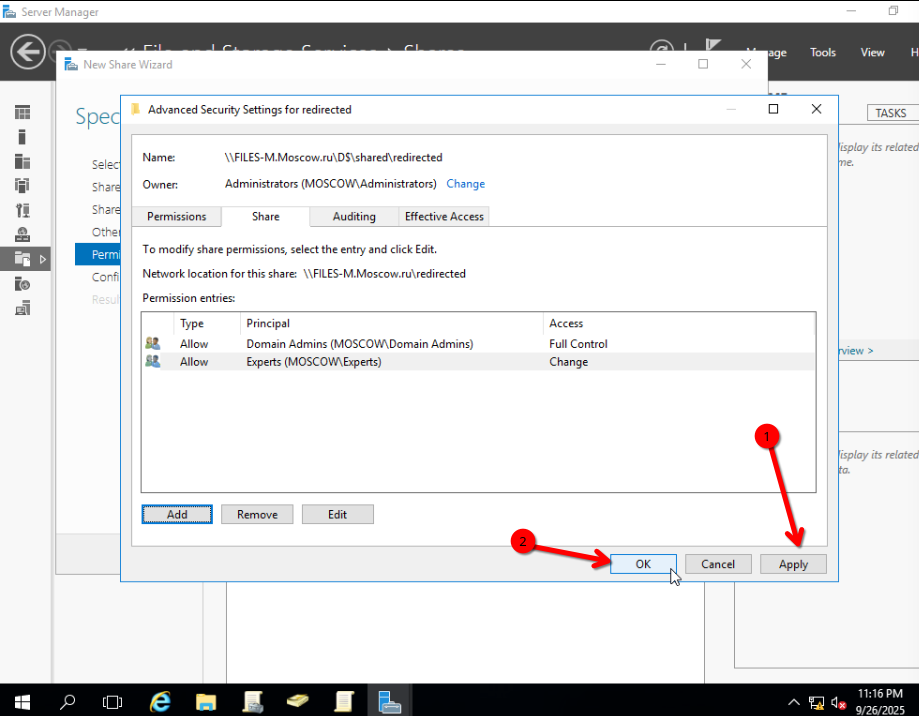 Server Manager
File and Storage Services
Shares
Manage
Tools
View
H
New Share Wizard
Spec
TASKS
Selec
Share
Share
Other
Permi
Confi
Resul
Advanced Security Settings for redirected
Name: \\FILES-M.Moscow.ru\D$\shared\redirected
Owner: Administrators (MOSCOW\Administrators) Change
Permissions Share Auditing Effective Access
To modify share permissions, select the entry and click Edit.
Network location for this share: \\FILES-M.Moscow.ru\redirected
Permission entries:
Type Principal Access
Allow Domain Admins (MOSCOW\Domain Admins) Full Control
Allow Experts (MOSCOW\Experts) Change
Add Remove Edit
1
2
OK Cancel Apply
isplay its related
me.
rview >
isplay its related
ta.
11:16 PM
9/26/2025